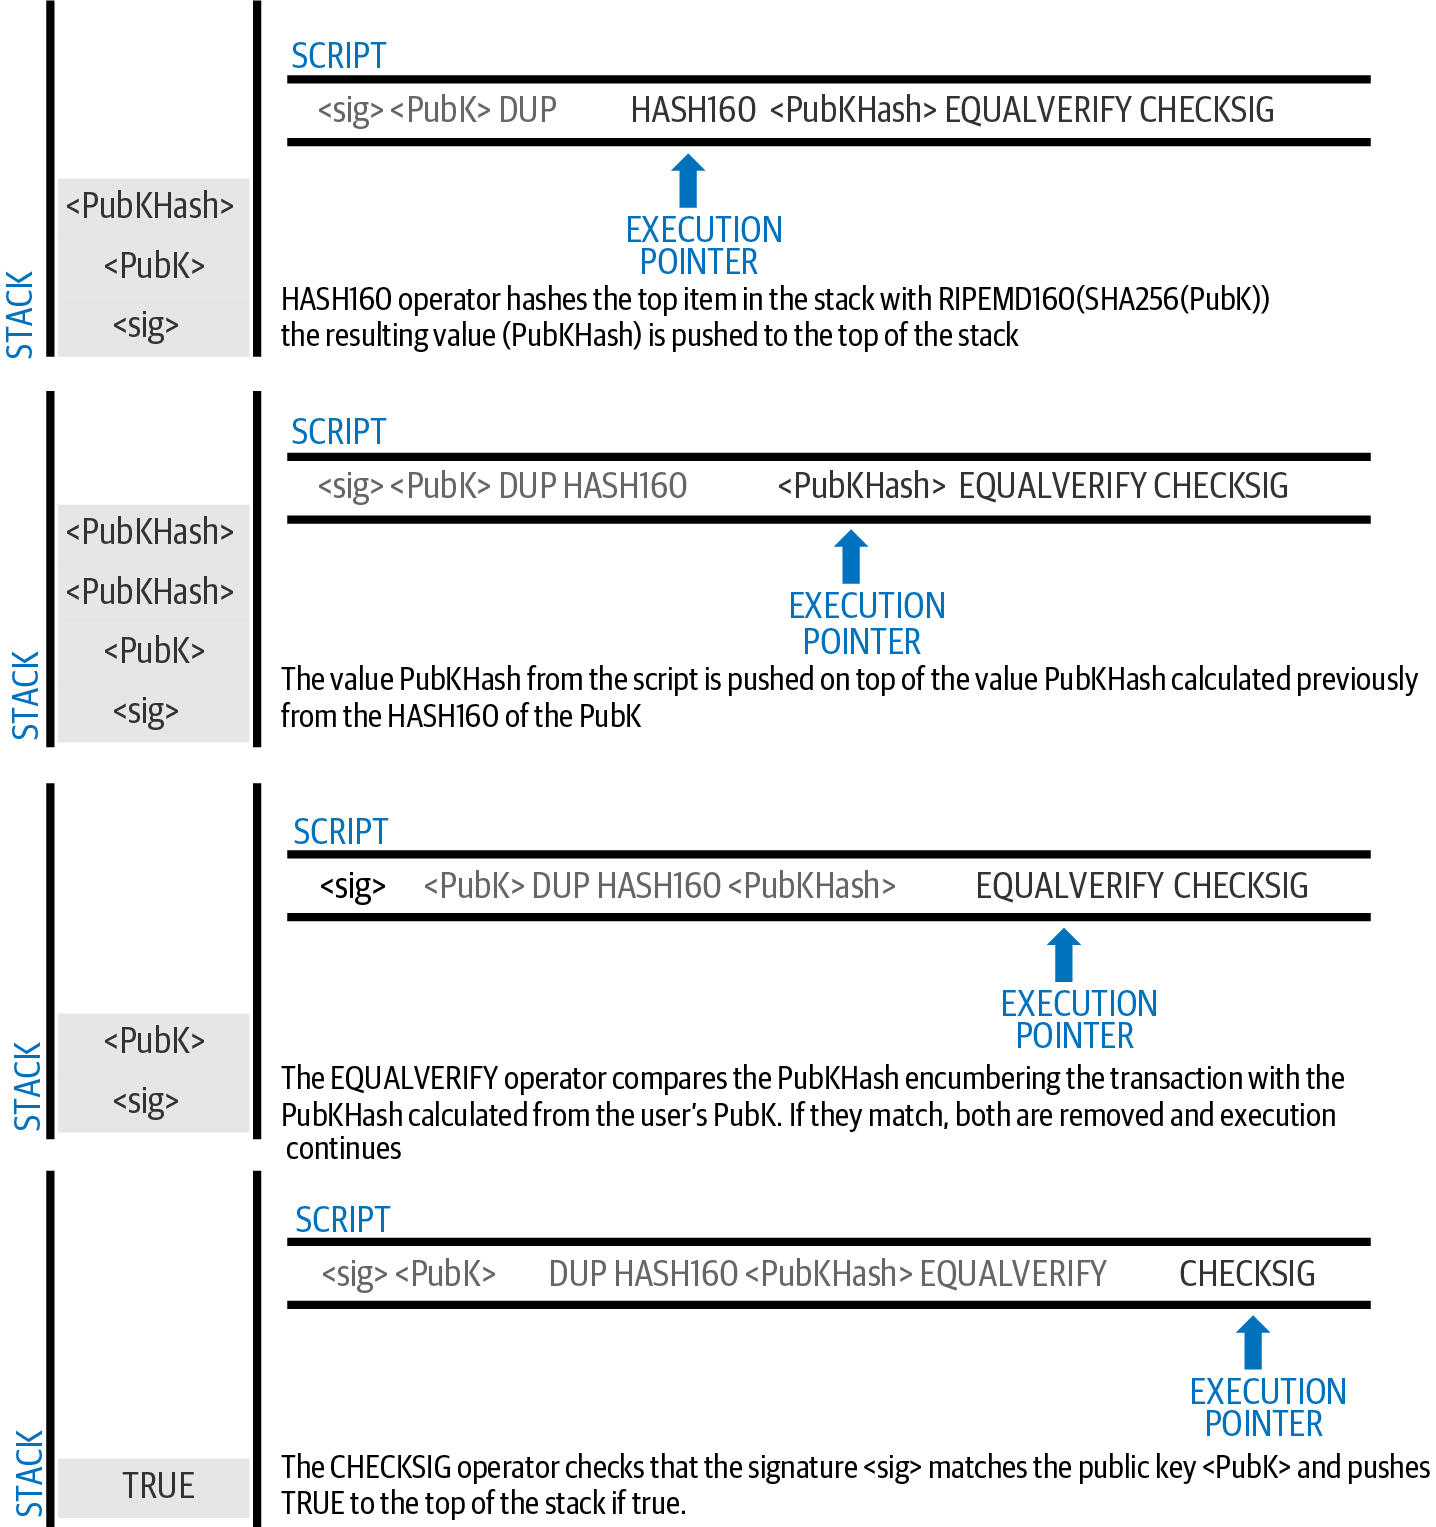 SCRIPT
<sig> <PubK> DUP HASH160 <PubKHash> EQUALVERIFY CHECKSIG
<PubKHash>
<PubK>
<sig>
STACK
EXECUTION
POINTER
HASH160 operator hashes the top item in the stack with RIPEMD160(SHA256(PubK))
the resulting value (PubKHash) is pushed to the top of the stack
SCRIPT
<sig> <PubK> DUP HASH160 <PubKHash> EQUALVERIFY CHECKSIG
<PubKHash>
<PubKHash>
<PubK>
<sig>
STACK
EXECUTION
POINTER
The value PubKHash from the script is pushed on top of the value PubKHash calculated previously
from the HASH160 of the PubK
SCRIPT
<sig> <PubK> DUP HASH160 <PubKHash> EQUALVERIFY CHECKSIG
<PubK>
<sig>
STACK
EXECUTION
POINTER
The EQUALVERIFY operator compares the PubKHash encumbering the transaction with the
PubKHash calculated from the user's PubK. If they match, both are removed and execution
continues
SCRIPT
<sig> <PubK> DUP HASH160 <PubKHash> EQUALVERIFY CHECKSIG
TRUE
STACK
EXECUTION
POINTER
The CHECKSIG operator checks that the signature <sig> matches the public key <PubK> and pushes
TRUE to the top of the stack if true.